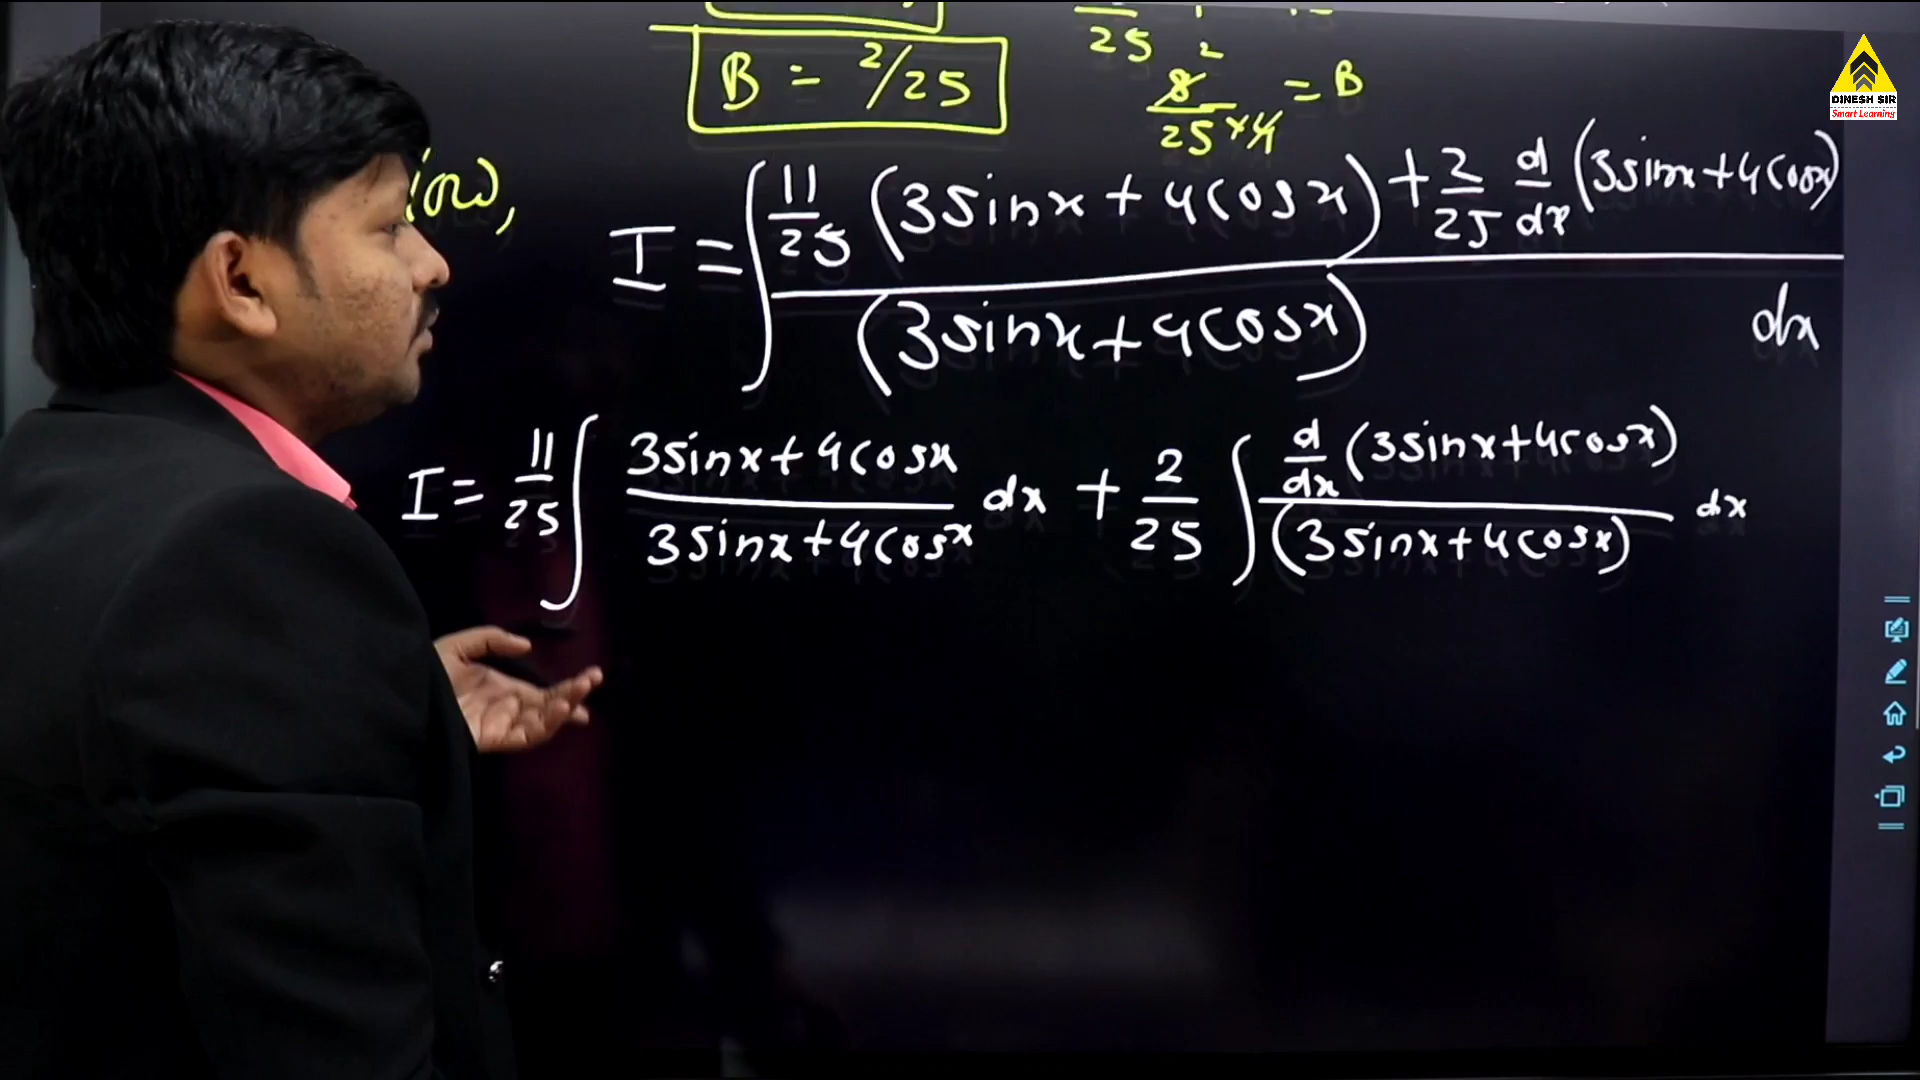 B = 2/25
25
2
8/25×4 = B
I = ∫ 11/25 (3sinx + 4cosx) + 2/25 d/dx (3sinx + 4cosx) / (3sinx + 4cosx) dx
I = 11/25 ∫ 3sinx + 4cosx / 3sinx + 4cosx dx + 2/25 ∫ d/dx (3sinx + 4cosx) / (3sinx + 4cosx) dx
DINESH SIR
Smart Learning